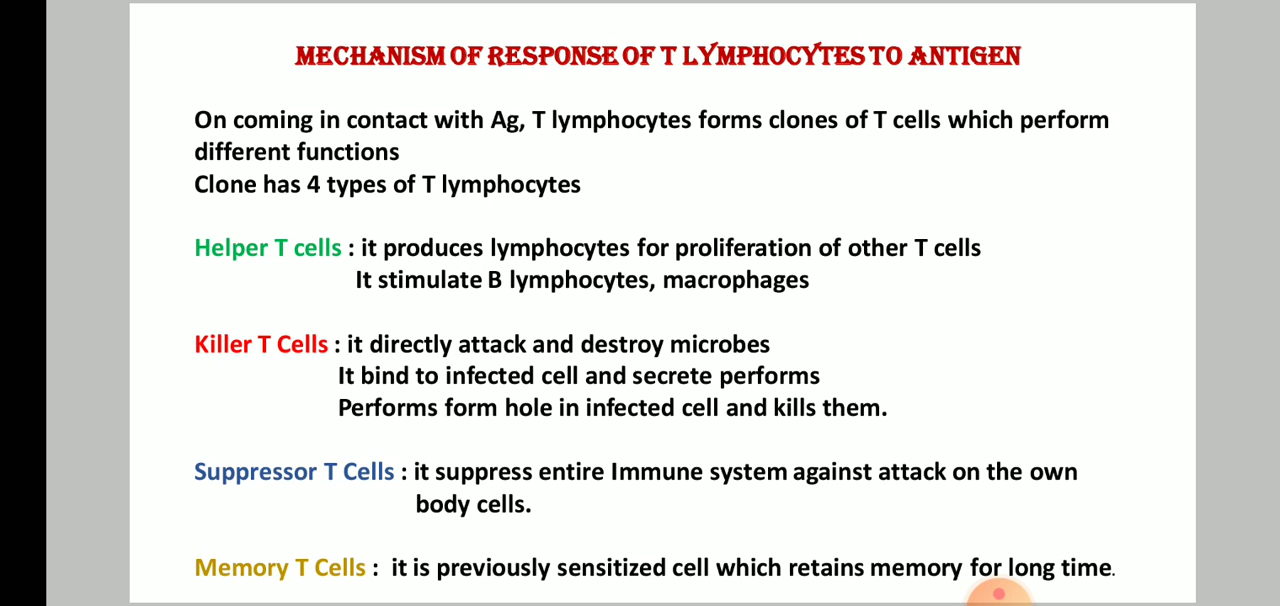 MECHANISM OF RESPONSE OF T LYMPHOCYTES TO ANTIGEN
On coming in contact with Ag, T lymphocytes forms clones of T cells which perform
different functions
Clone has 4 types of T lymphocytes
Helper T cells : it produces lymphocytes for proliferation of other T cells
It stimulate B lymphocytes, macrophages
Killer T Cells : it directly attack and destroy microbes
It bind to infected cell and secrete performs
Performs form hole in infected cell and kills them.
Suppressor T Cells : it suppress entire Immune system against attack on the own
body cells.
Memory T Cells : it is previously sensitized cell which retains memory for long time.